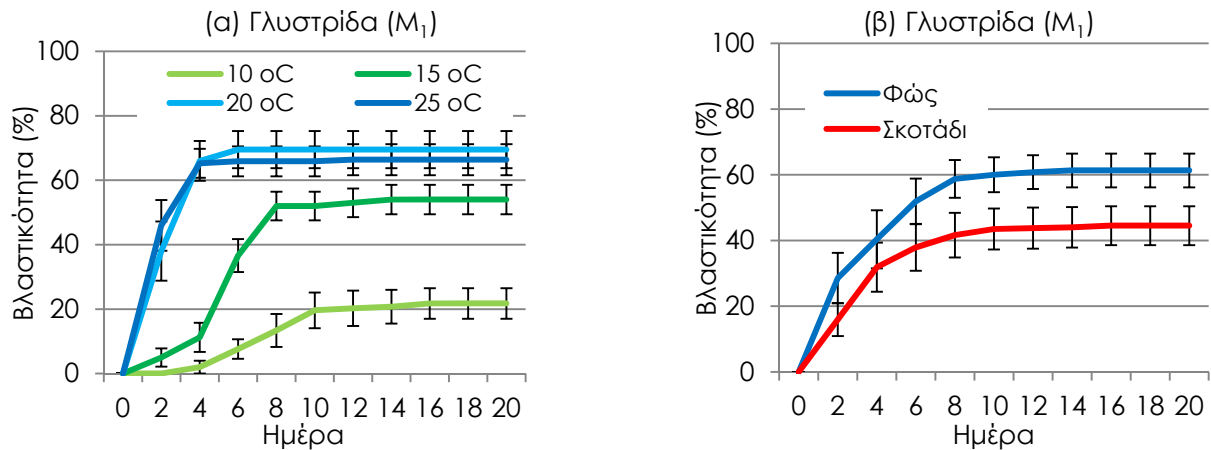 (α) Γλυστρίδα (M₁)
Βλαστικότητα (%)
100
80
60
40
20
0
10 oC
15 oC
20 oC
25 oC
0 2 4 6 8 10 12 14 16 18 20
Ημέρα
(β) Γλυστρίδα (M₁)
Βλαστικότητα (%)
100
80
60
40
20
0
Φώς
Σκοτάδι
0 2 4 6 8 10 12 14 16 18 20
Ημέρα